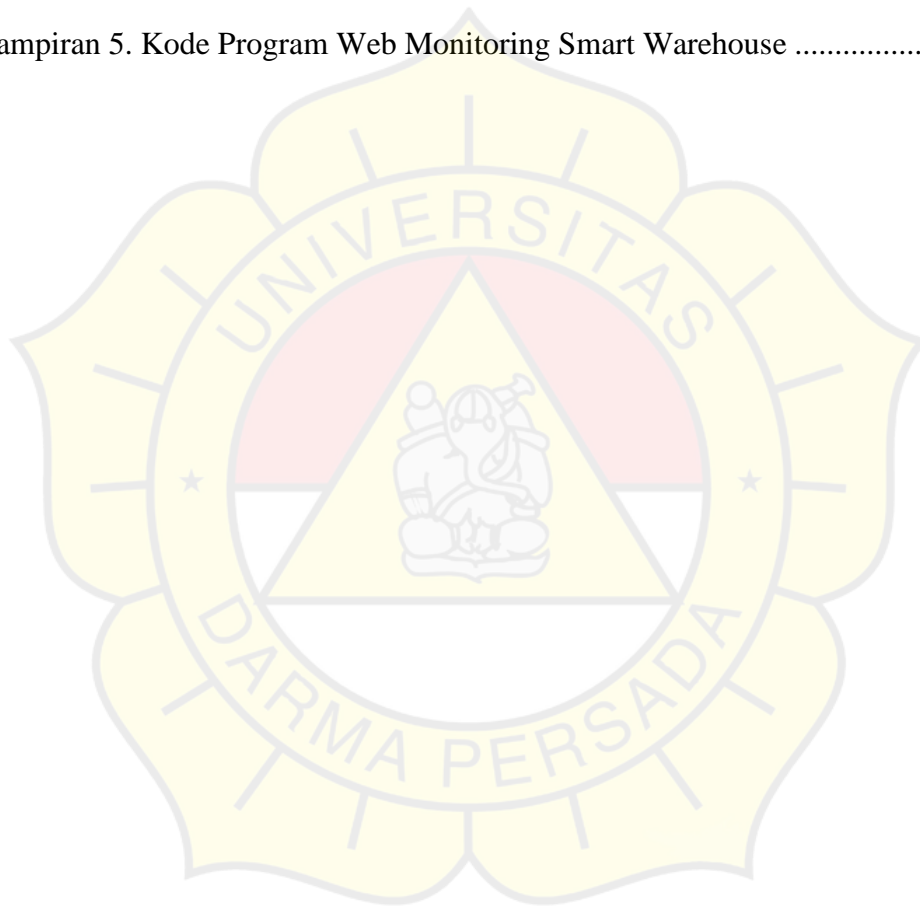 ampiran 5. Kode Program Web Monitoring Smart Warehouse ................
UNIVERSITAS
DARMA PERSADA